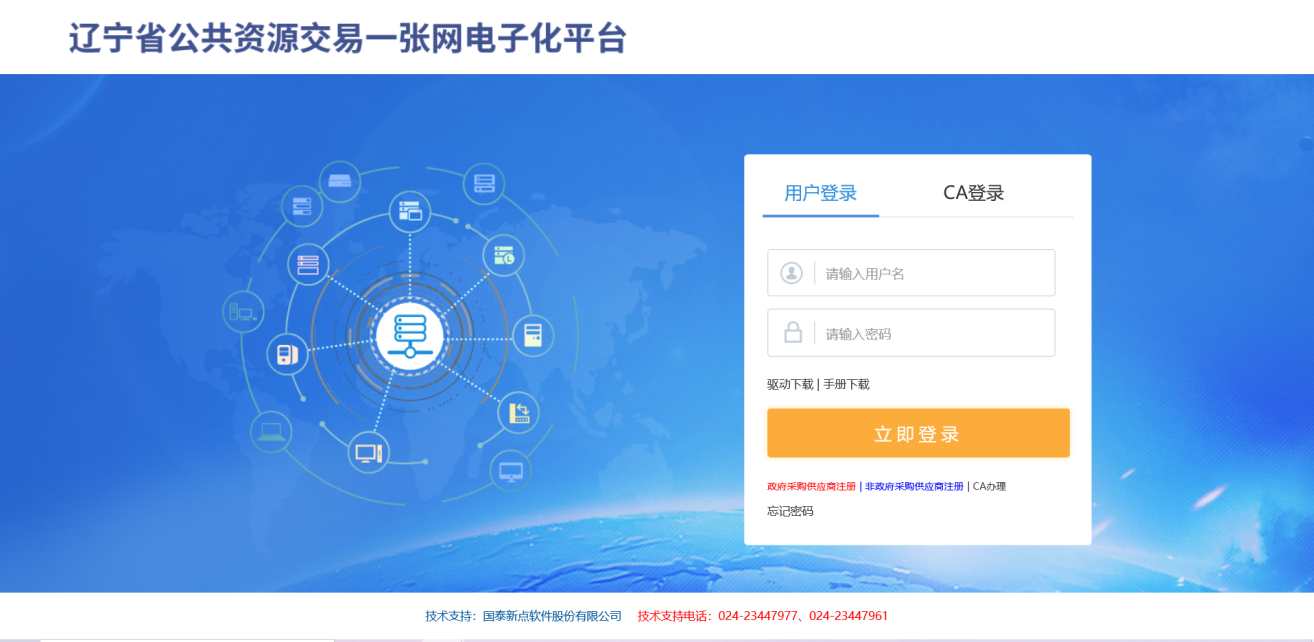 辽宁省公共资源交易一张网电子化平台
用户登录 CA登录
请输入用户名
请输入密码
驱动下载 | 手册下载
立即登录
政府采购供应商注册 | 非政府采购供应商注册 | CA办理
忘记密码
技术支持：国泰新点软件股份有限公司 技术支持电话：024-23447977、024-23447961